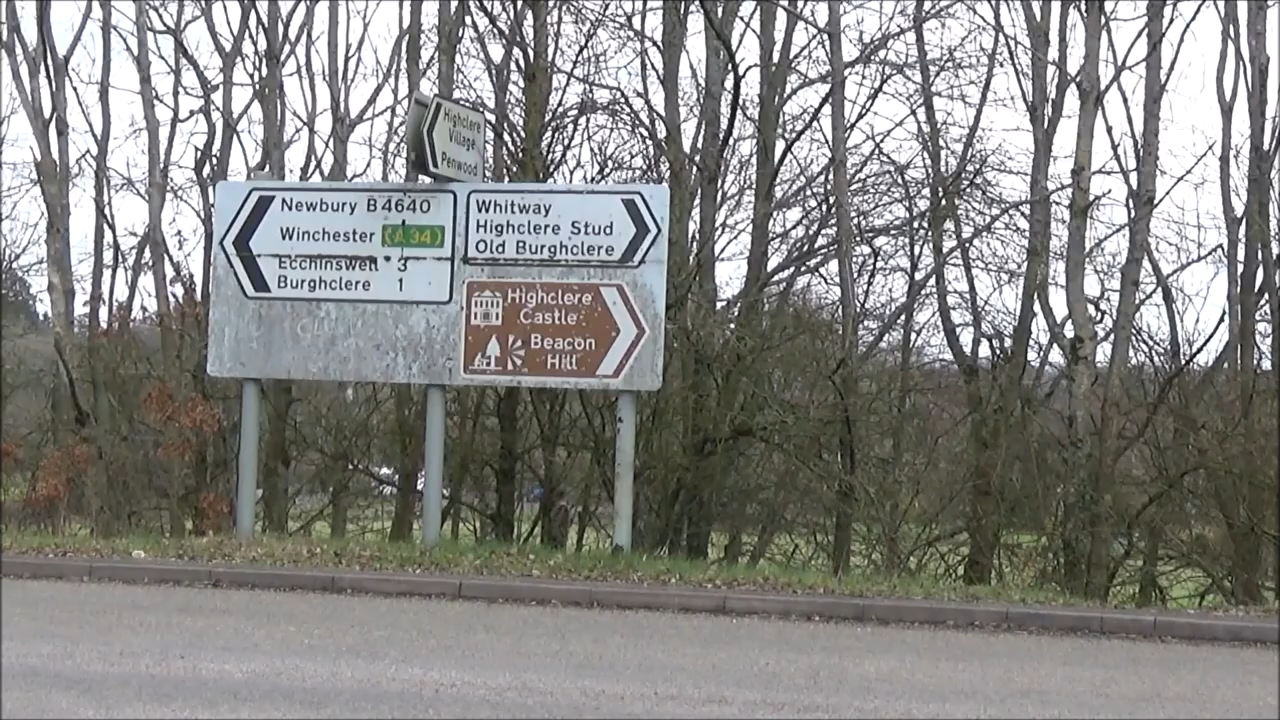 Highclere
Village
Penwood
Newbury B4640
Winchester (A 34)
Ecchinswell 3
Burghclere 1
Whitway
Highclere Stud
Old Burghclere
Highclere
Castle
Beacon
Hill